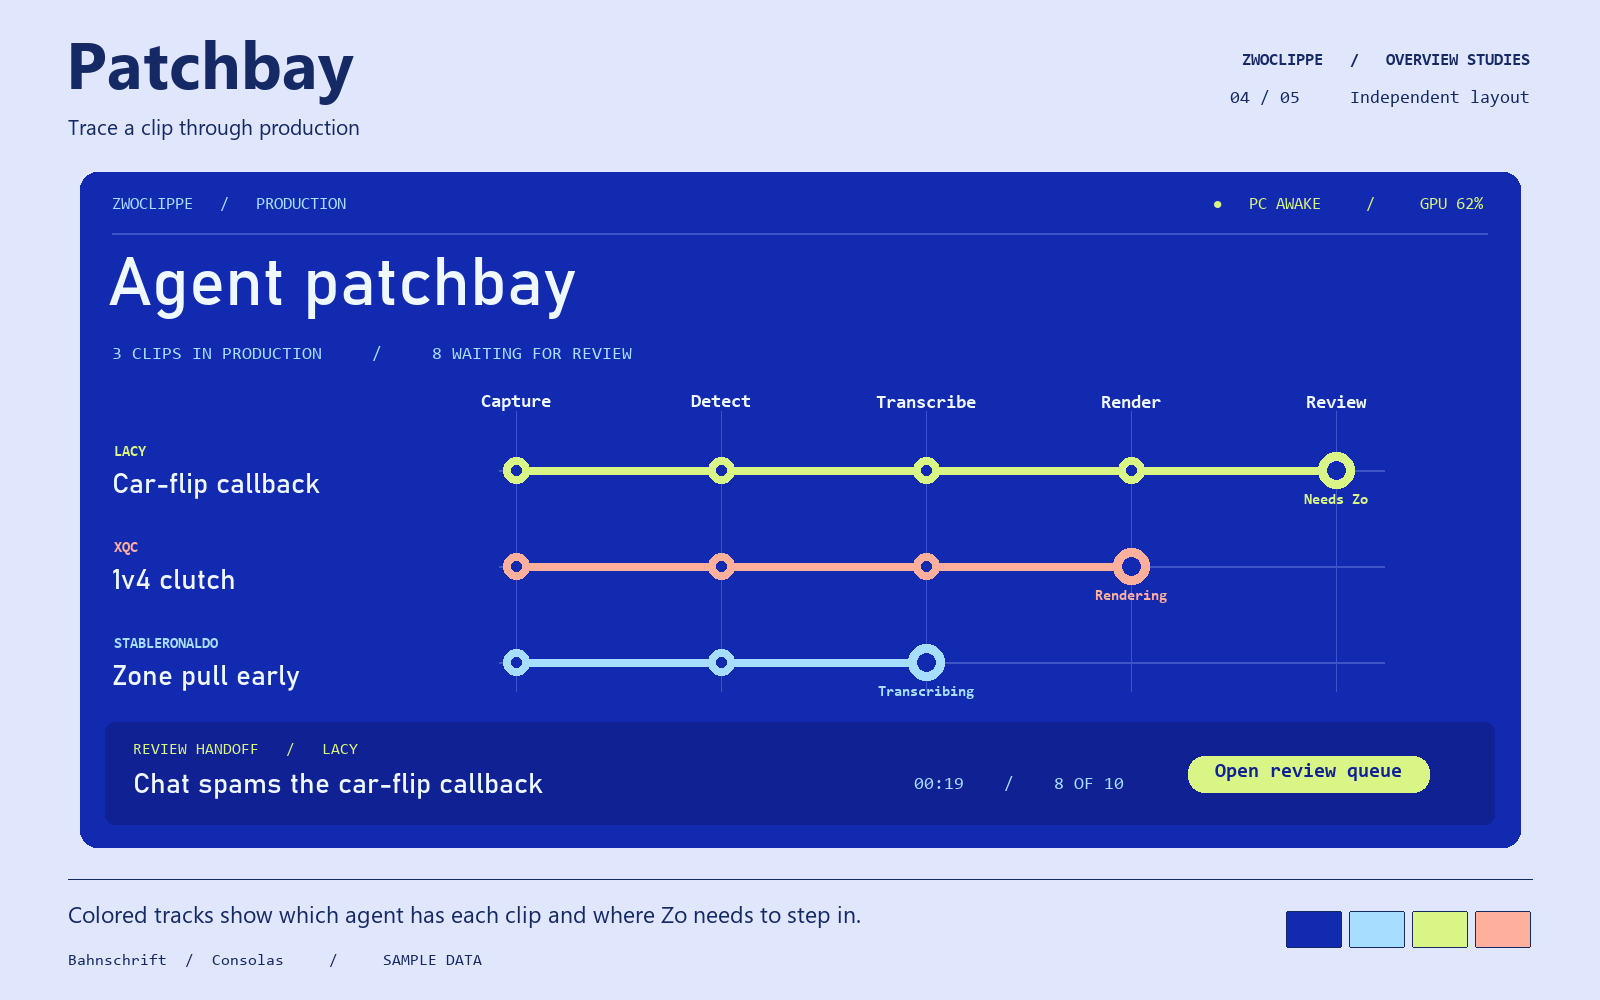 Patchbay
Trace a clip through production
ZWOCLIPPE / OVERVIEW STUDIES
04 / 05 Independent layout
ZWOCLIPPE / PRODUCTION
● PC AWAKE / GPU 62%
Agent patchbay
3 CLIPS IN PRODUCTION / 8 WAITING FOR REVIEW
Capture Detect Transcribe Render Review
LACY
Car-flip callback
Needs Zo
XQC
1v4 clutch
Rendering
STABLERONALDO
Zone pull early
Transcribing
REVIEW HANDOFF / LACY
Chat spams the car-flip callback
00:19 / 8 OF 10
Open review queue
Colored tracks show which agent has each clip and where Zo needs to step in.
Bahnschrift / Consolas / SAMPLE DATA